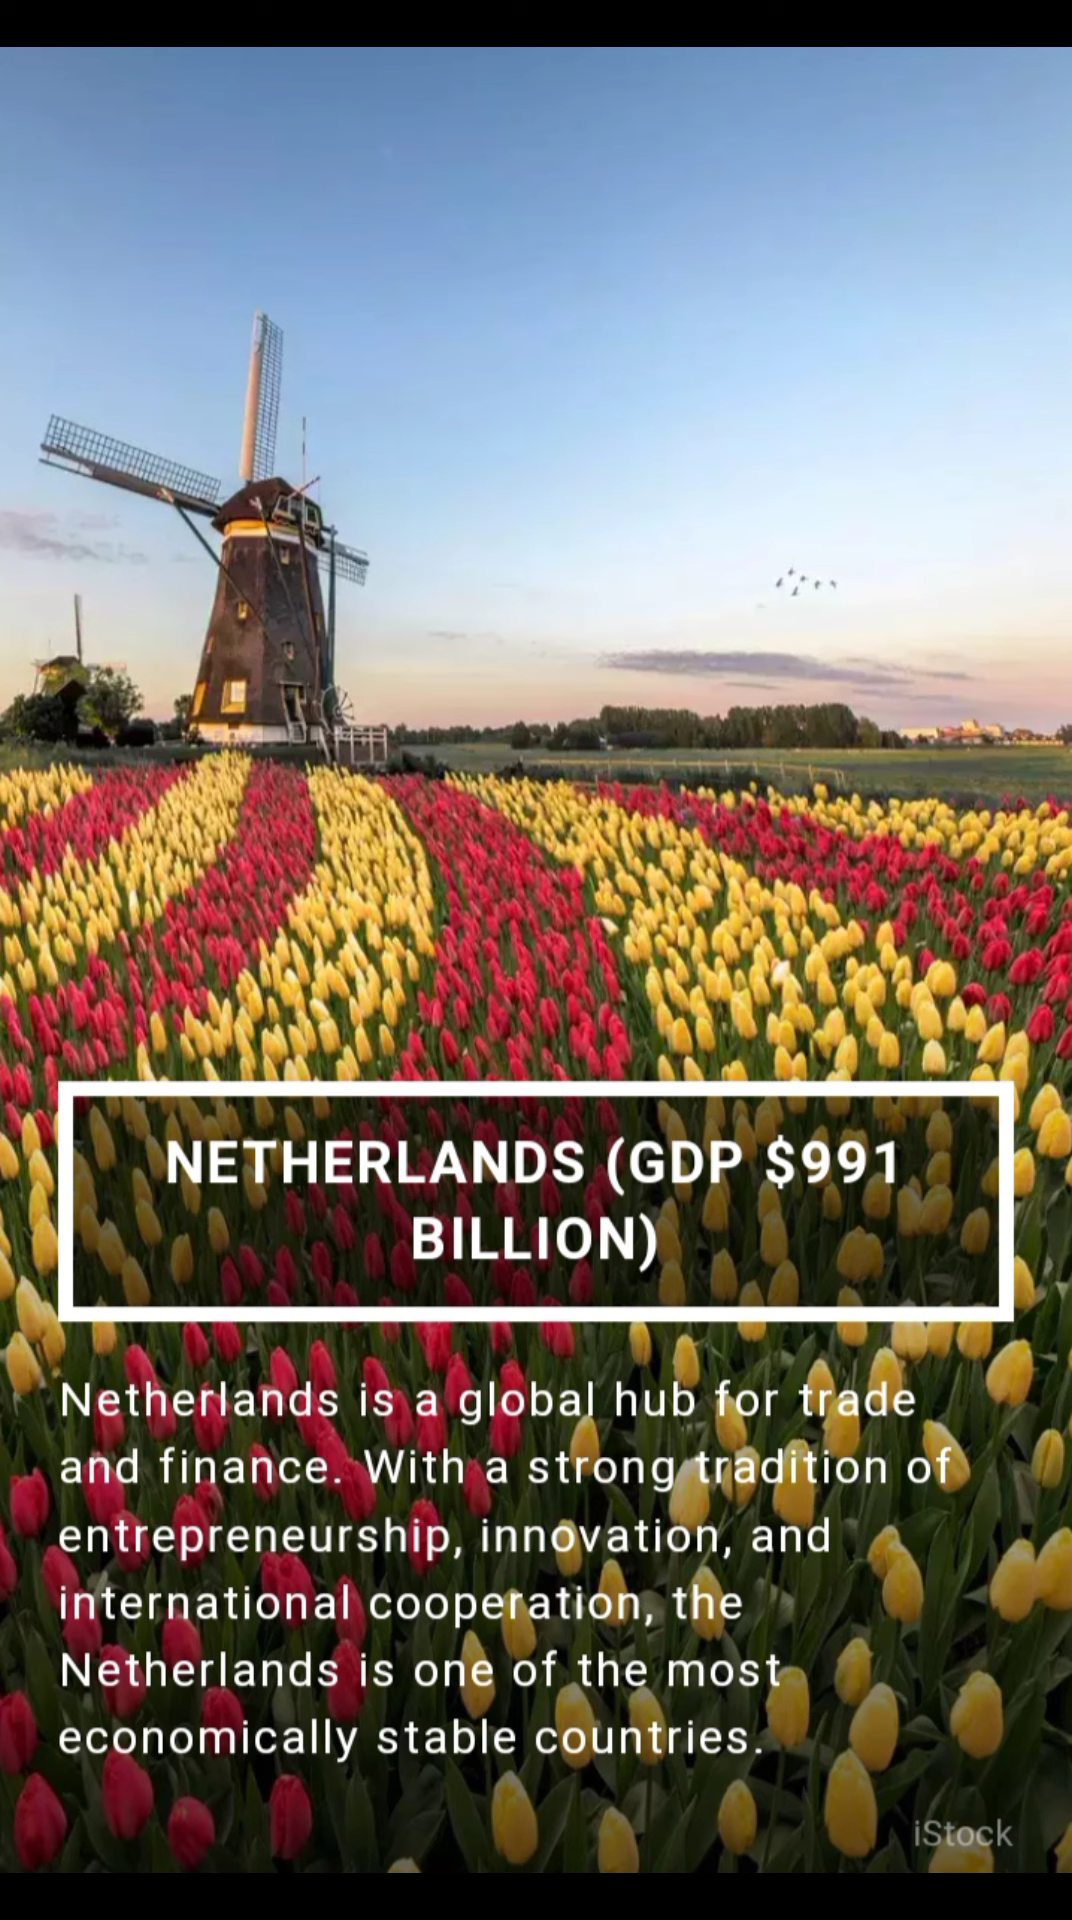 NETHERLANDS (GDP $991
BILLION)
Netherlands is a global hub for trade
and finance. With a strong tradition of
entrepreneurship, innovation, and
international cooperation, the
Netherlands is one of the most
economically stable countries.
iStock